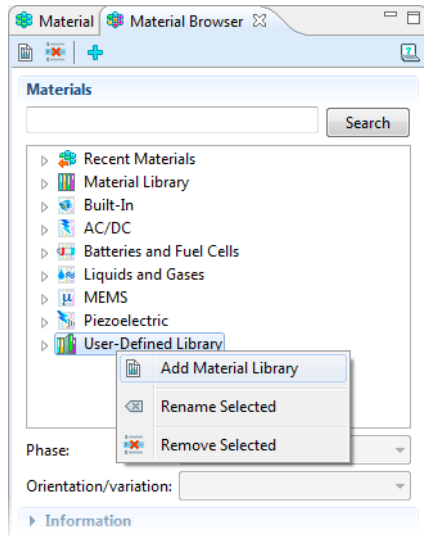 Material Material Browser
Materials
Search
Recent Materials
Material Library
Built-In
AC/DC
Batteries and Fuel Cells
Liquids and Gases
μ MEMS
Piezoelectric
User-Defined Library
Add Material Library
Rename Selected
Remove Selected
Phase:
Orientation/variation:
Information